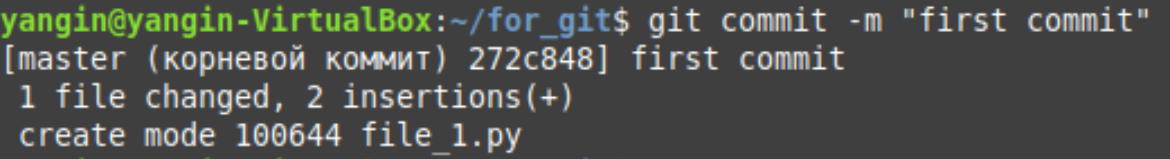 yangin@yangin-VirtualBox:~/for_git$ git commit -m "first commit"
[master (корневой коммит) 272c848] first commit
 1 file changed, 2 insertions(+)
 create mode 100644 file_1.py